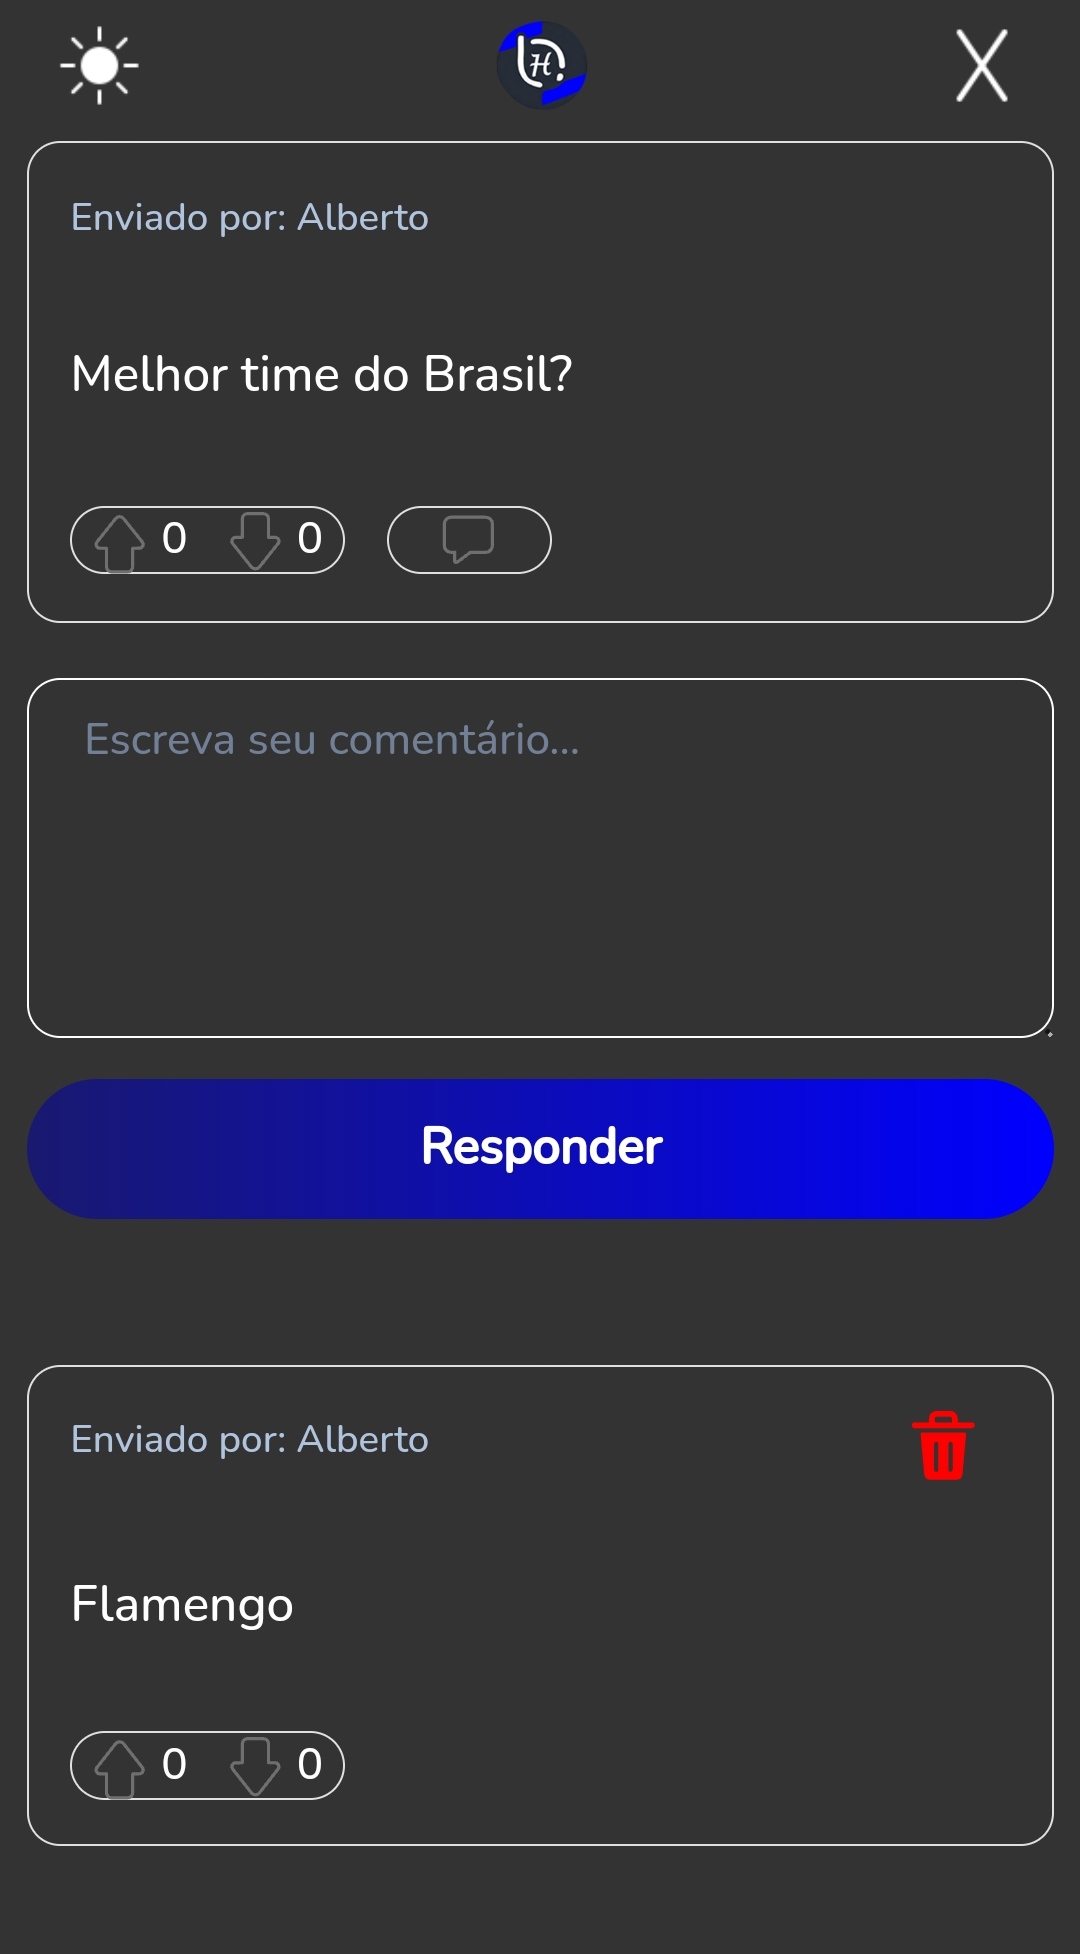 Enviado por: Alberto
Melhor time do Brasil?
0 0
Escreva seu comentário...
Responder
Enviado por: Alberto
Flamengo
0 0